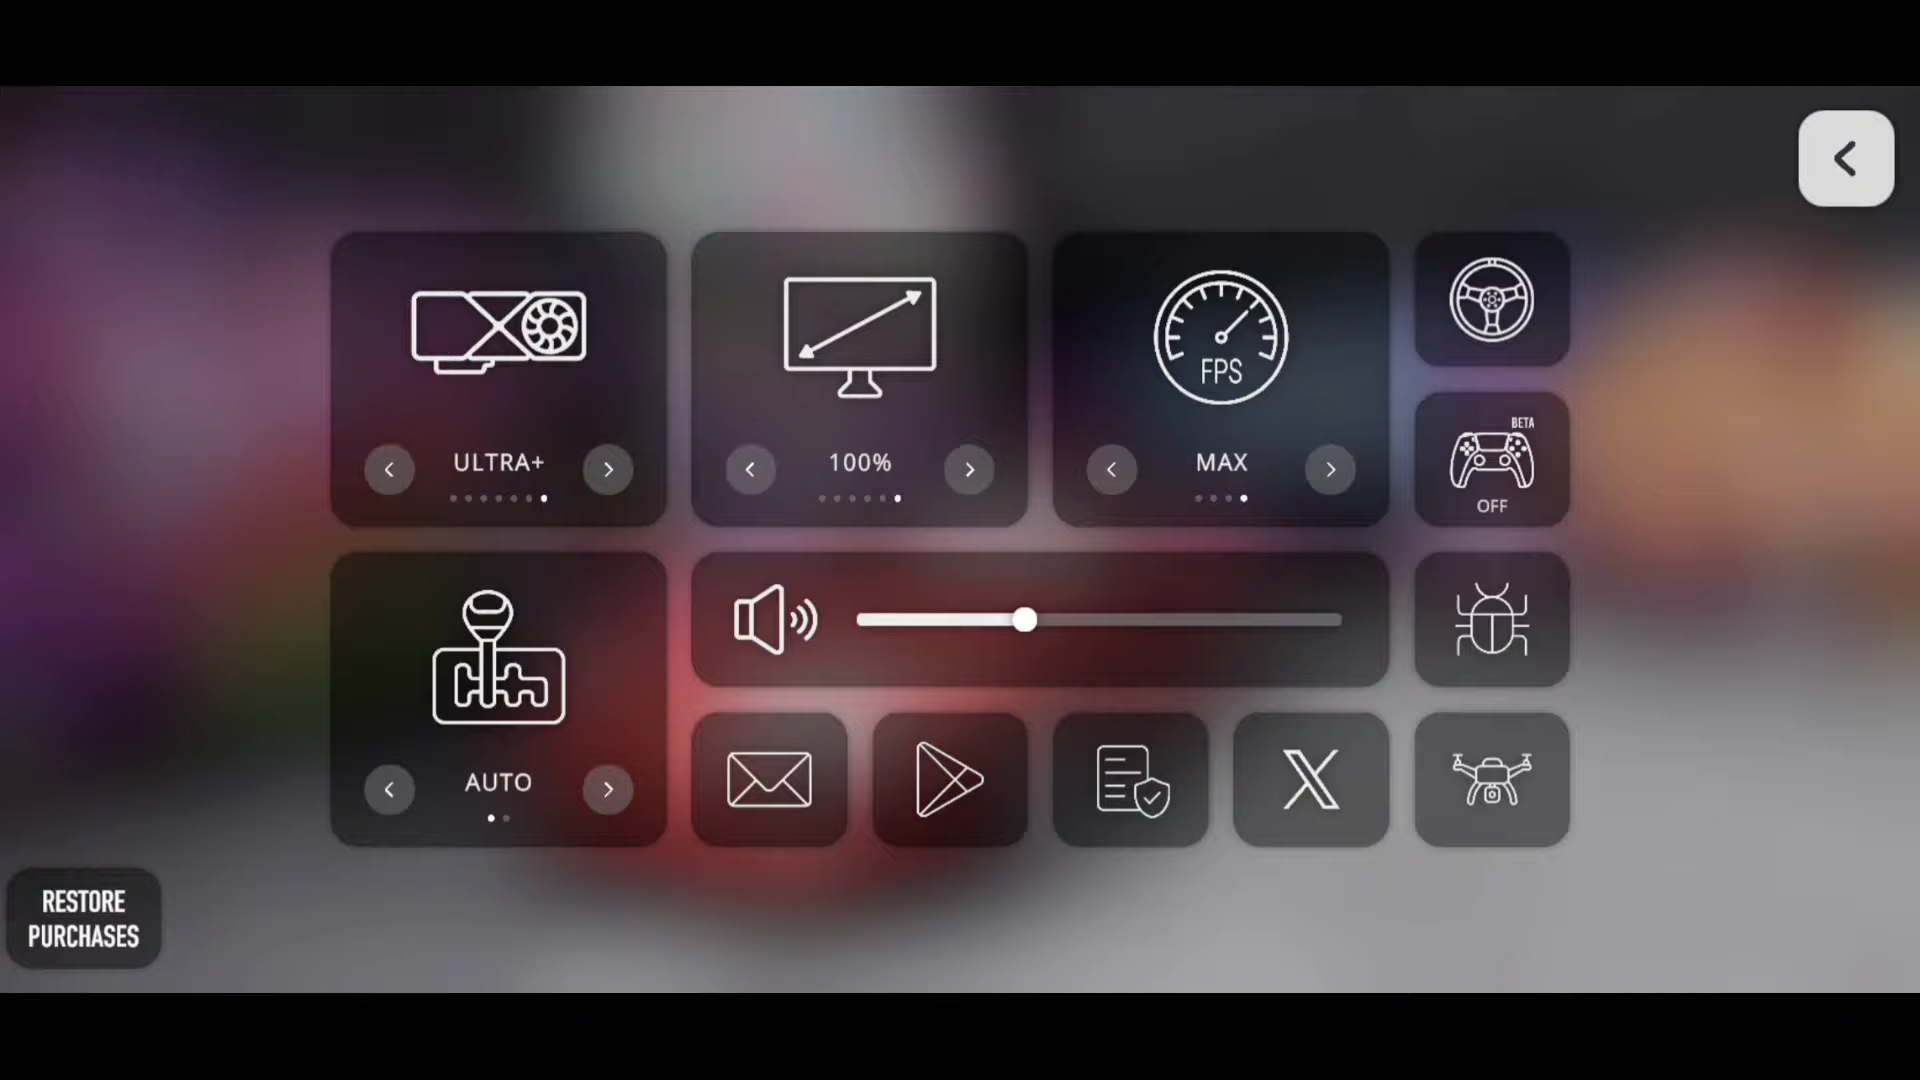 FPS
BETA
ULTRA+
100%
MAX
OFF
AUTO
RESTORE
PURCHASES